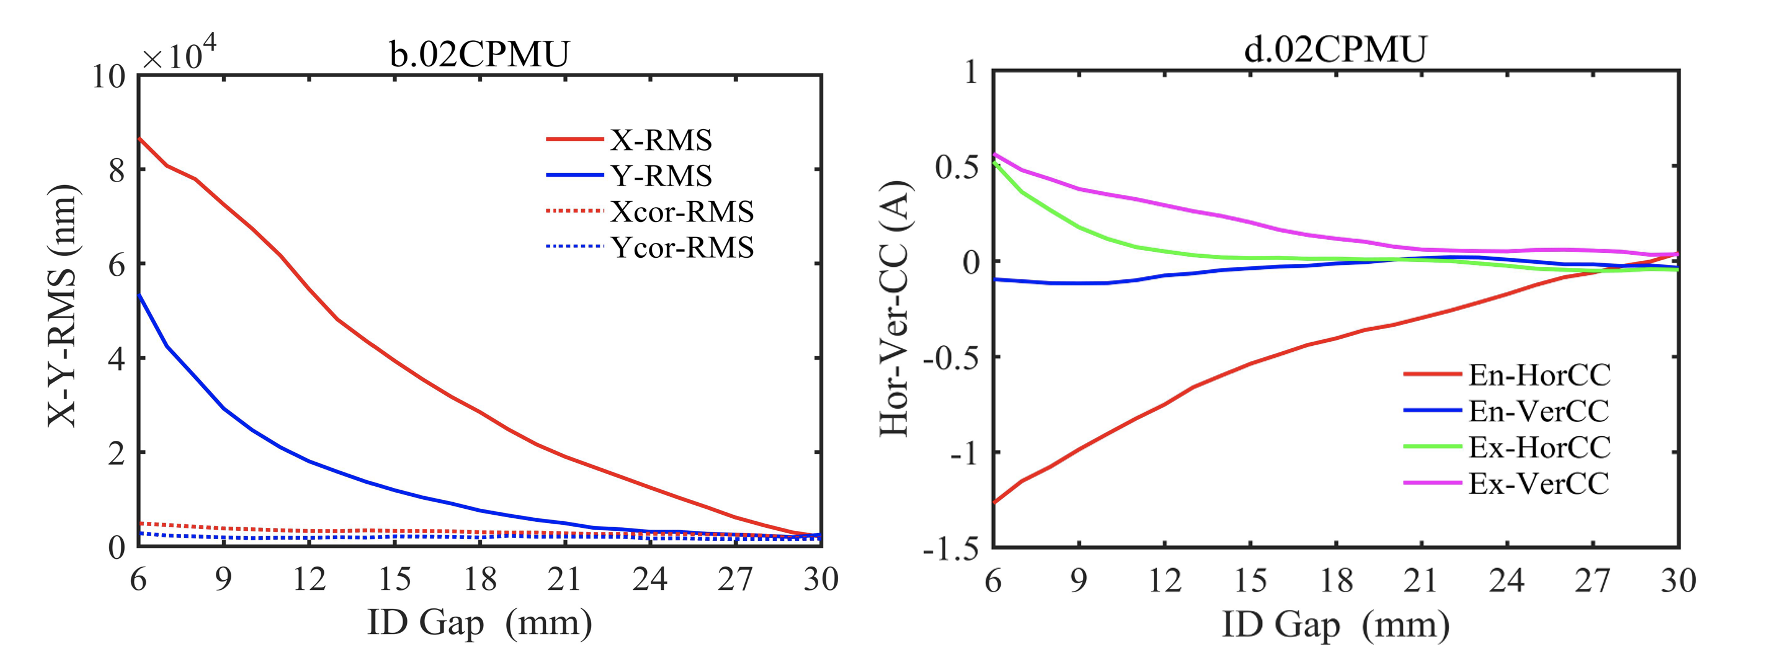 ×10⁴
b.02CPMU
10
8
6
4
2
0
X-Y-RMS (nm)
X-RMS
Y-RMS
Xcor-RMS
Ycor-RMS
6 9 12 15 18 21 24 27 30
ID Gap (mm)
d.02CPMU
1
0.5
0
-0.5
-1
-1.5
Hor-Ver-CC (A)
En-HorCC
En-VerCC
Ex-HorCC
Ex-VerCC
6 9 12 15 18 21 24 27 30
ID Gap (mm)